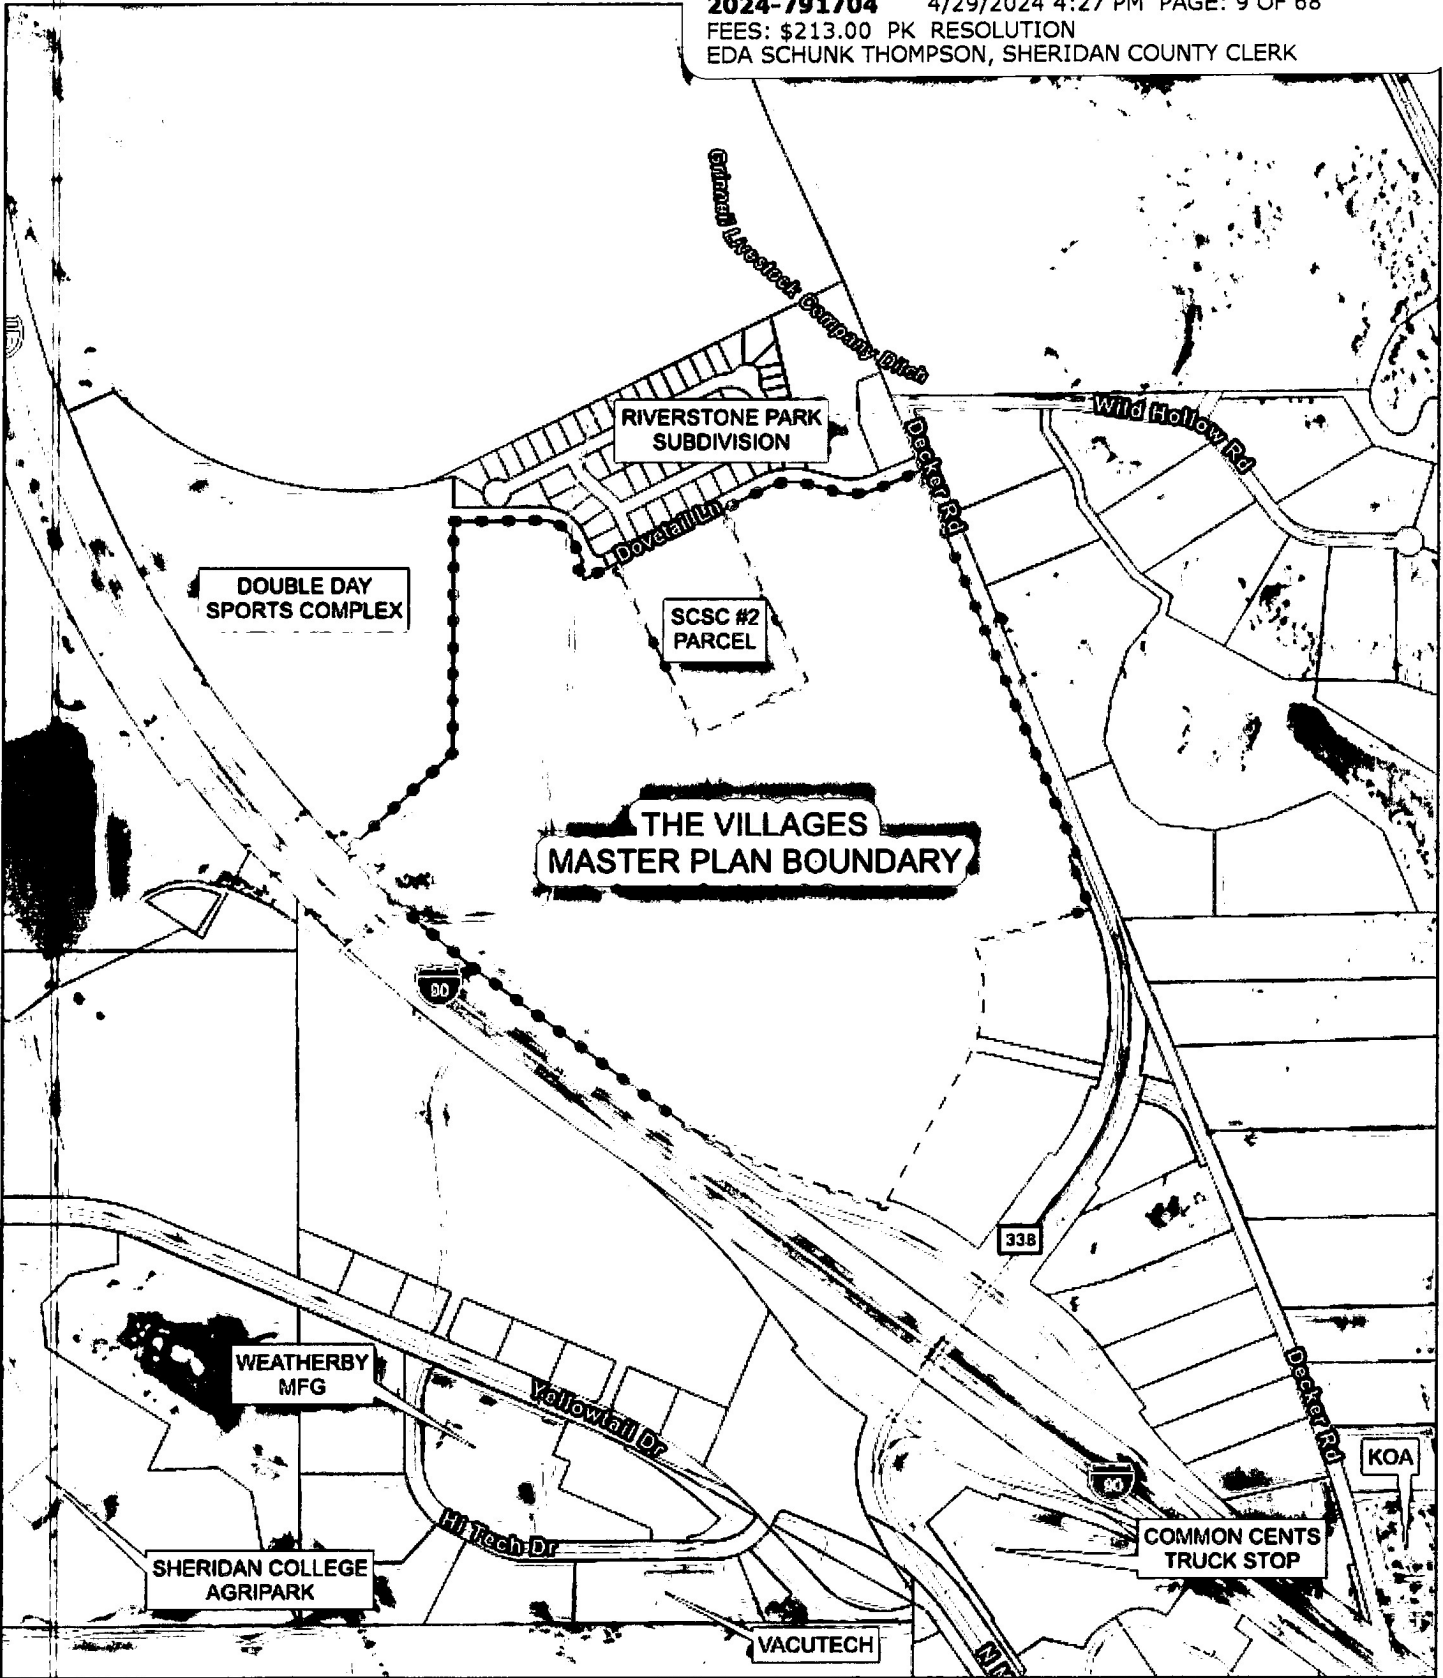 2024-791704 4/29/2024 4:27 PM PAGE: 9 OF 68
FEES: $213.00 PK RESOLUTION
EDA SCHUNK THOMPSON, SHERIDAN COUNTY CLERK
Grinnell Livestock Company Ditch
RIVERSTONE PARK
SUBDIVISION
Wild Hollow Rd
Decker Rd
Dovetail Ln
DOUBLE DAY
SPORTS COMPLEX
SCSC #2
PARCEL
THE VILLAGES
MASTER PLAN BOUNDARY
90
338
WEATHERBY
MFG
Yellowtail Dr
Decker Rd
KOA
90
Hi Tech Dr
COMMON CENTS
TRUCK STOP
SHERIDAN COLLEGE
AGRIPARK
VACUTECH